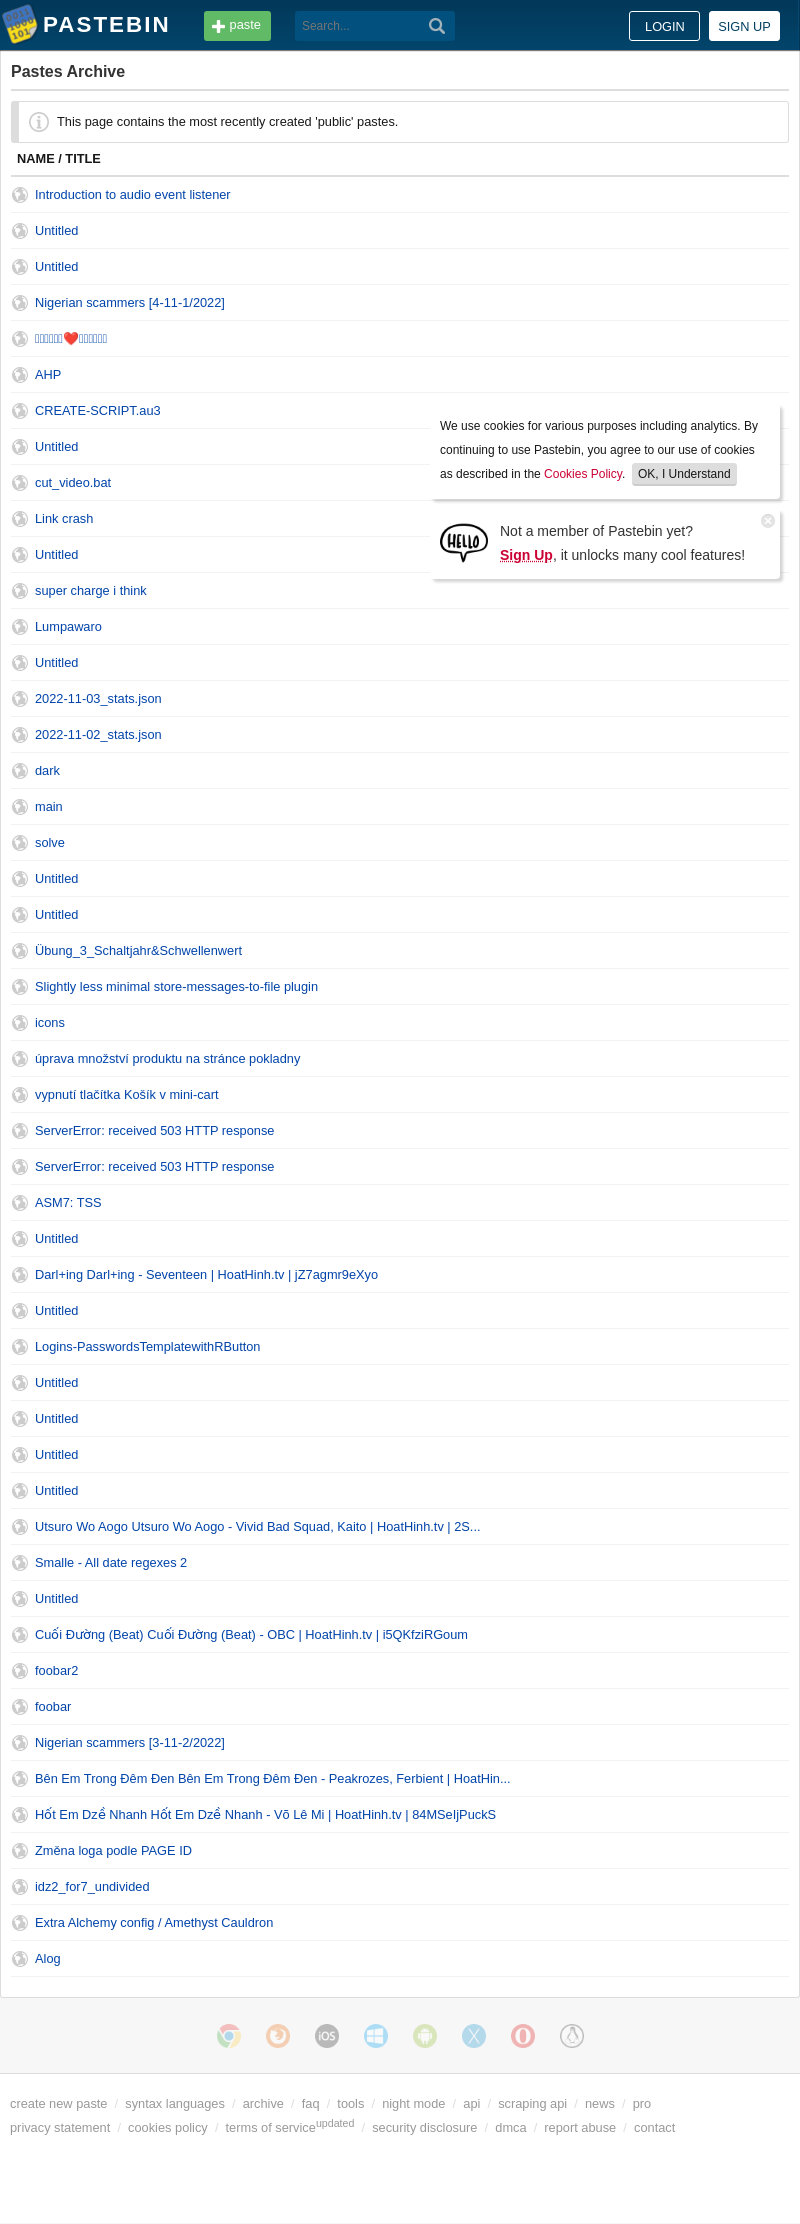 PASTEBIN
paste
Search...
LOGIN
SIGN UP
Pastes Archive
This page contains the most recently created 'public' pastes.
NAME / TITLE
Introduction to audio event listener
Untitled
Untitled
Nigerian scammers [4-11-1/2022]
❤️
AHP
CREATE-SCRIPT.au3
Untitled
cut_video.bat
Link crash
Untitled
super charge i think
Lumpawaro
Untitled
2022-11-03_stats.json
2022-11-02_stats.json
dark
main
solve
Untitled
Untitled
Übung_3_Schaltjahr&Schwellenwert
Slightly less minimal store-messages-to-file plugin
icons
úprava množství produktu na stránce pokladny
vypnutí tlačítka Košík v mini-cart
ServerError: received 503 HTTP response
ServerError: received 503 HTTP response
ASM7: TSS
Untitled
Darl+ing Darl+ing - Seventeen | HoatHinh.tv | jZ7agmr9eXyo
Untitled
Logins-PasswordsTemplatewithRButton
Untitled
Untitled
Untitled
Untitled
Utsuro Wo Aogo Utsuro Wo Aogo - Vivid Bad Squad, Kaito | HoatHinh.tv | 2S...
Smalle - All date regexes 2
Untitled
Cuối Đường (Beat) Cuối Đường (Beat) - OBC | HoatHinh.tv | i5QKfziRGoum
foobar2
foobar
Nigerian scammers [3-11-2/2022]
Bên Em Trong Đêm Đen Bên Em Trong Đêm Đen - Peakrozes, Ferbient | HoatHin...
Hốt Em Dzề Nhanh Hốt Em Dzề Nhanh - Võ Lê Mi | HoatHinh.tv | 84MSeIjPuckS
Změna loga podle PAGE ID
idz2_for7_undivided
Extra Alchemy config / Amethyst Cauldron
Alog
We use cookies for various purposes including analytics. By
continuing to use Pastebin, you agree to our use of cookies
as described in the Cookies Policy. OK, I Understand
HELLO
Not a member of Pastebin yet?
Sign Up, it unlocks many cool features!
iOS
create new paste / syntax languages / archive / faq / tools / night mode / api / scraping api / news / pro
privacy statement / cookies policy / terms of service updated / security disclosure / dmca / report abuse / contact